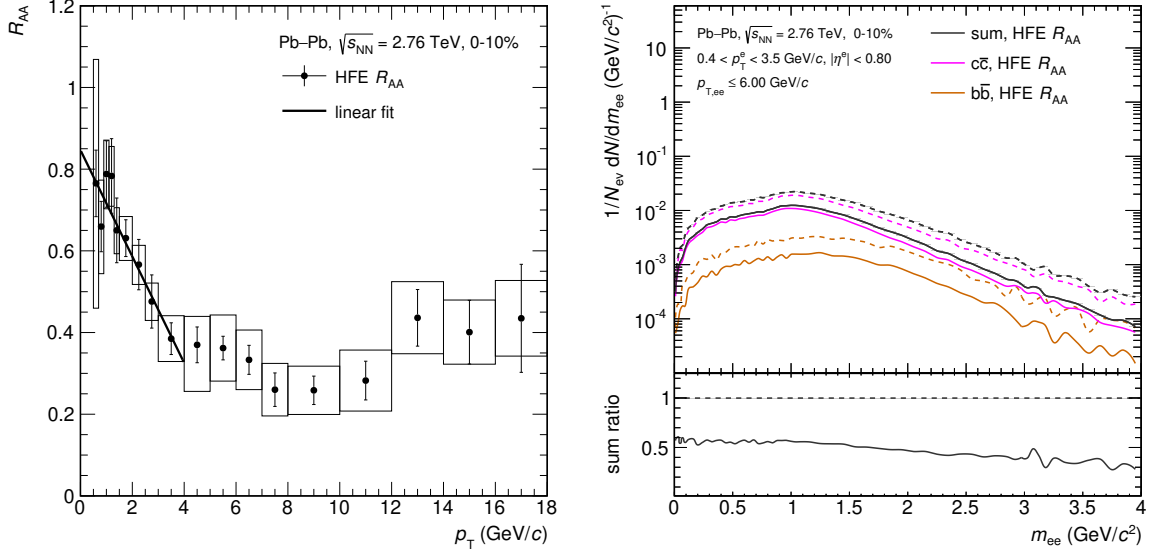 R_AA
1.2
1
0.8
0.6
0.4
0.2
0
Pb–Pb, √s_NN = 2.76 TeV, 0-10%
HFE R_AA
linear fit
0 2 4 6 8 10 12 14 16 18
p_T (GeV/c)
1/N_ev dN/dm_ee (GeV/c²)⁻¹
10
1
10⁻¹
10⁻²
10⁻³
10⁻⁴
Pb–Pb, √s_NN = 2.76 TeV, 0-10%
0.4 < p_T^e < 3.5 GeV/c, |η^e| < 0.80
p_T,ee ≤ 6.00 GeV/c
sum, HFE R_AA
cc̄, HFE R_AA
bb̄, HFE R_AA
sum ratio
1
0.5
0 0.5 1 1.5 2 2.5 3 3.5 4
m_ee (GeV/c²)